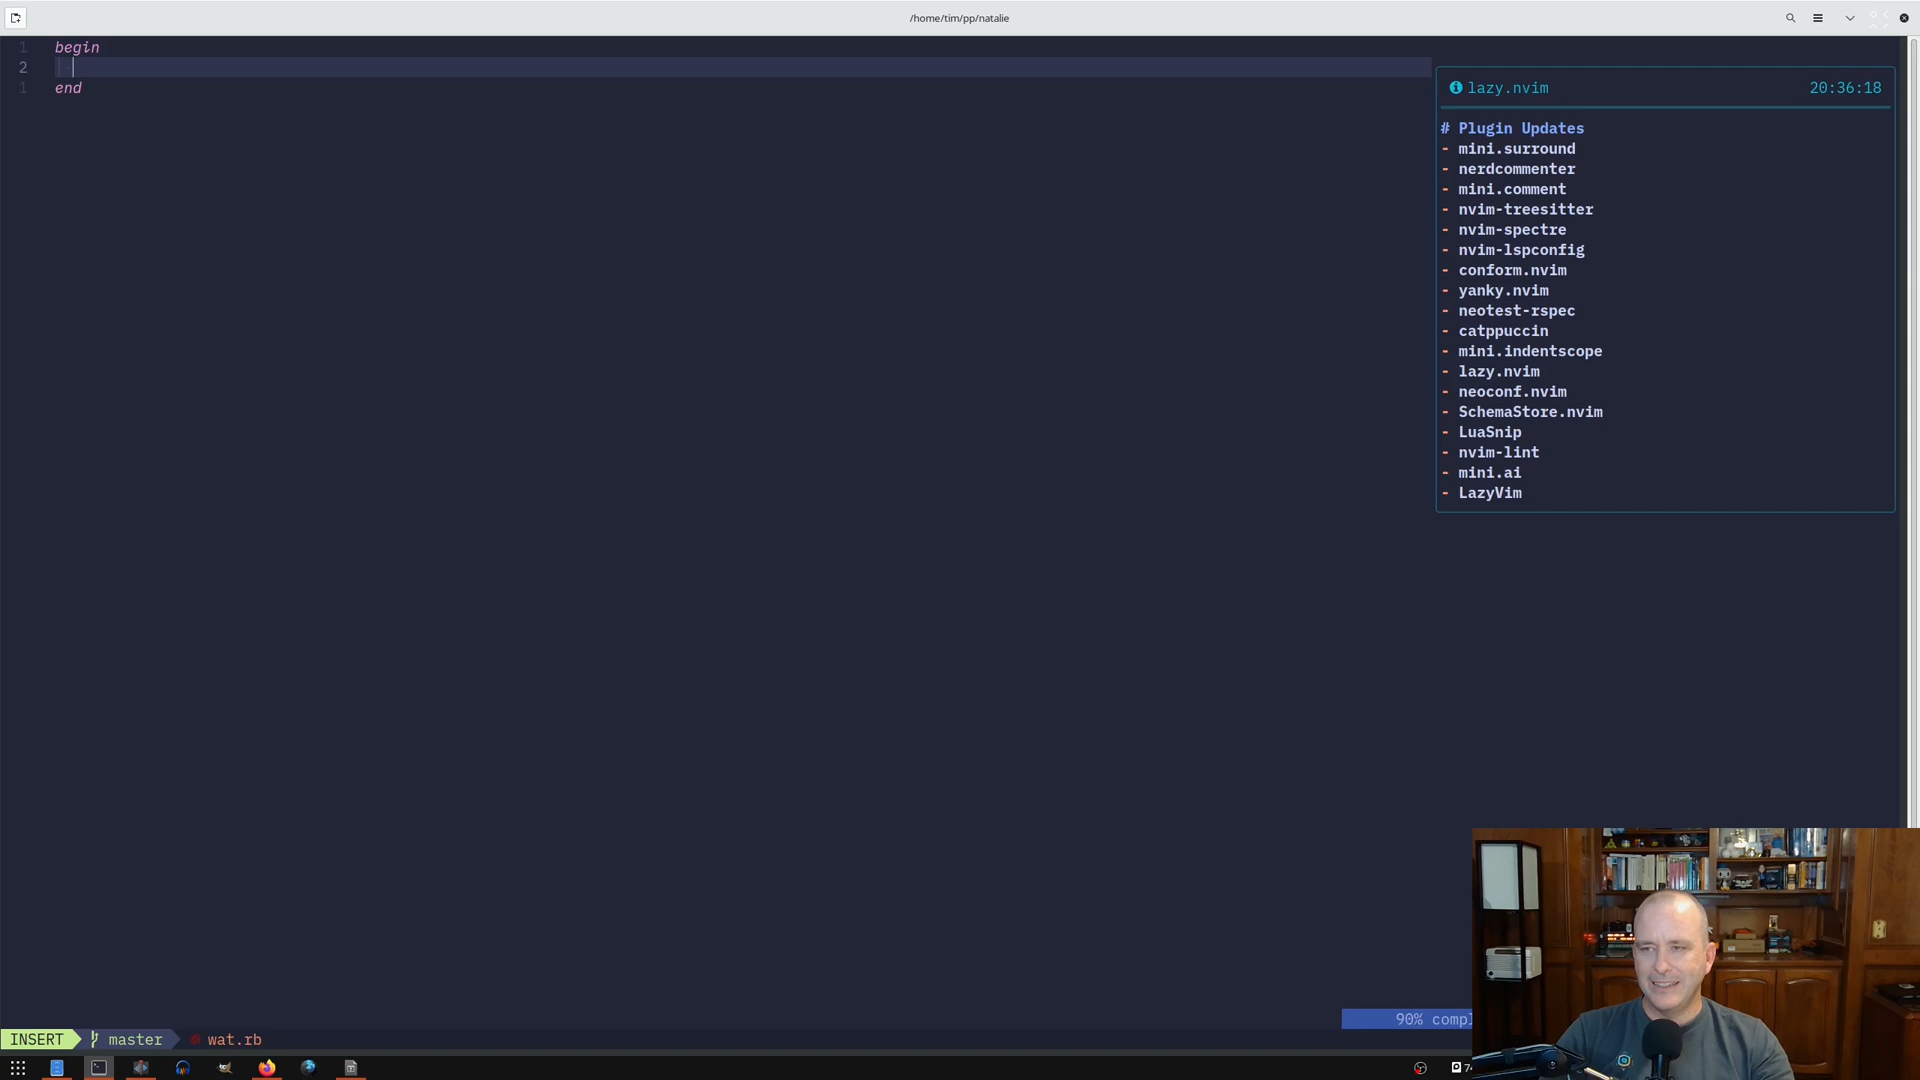 /home/tim/pp/natalie
1 begin
2
1 end
lazy.nvim 20:36:18
# Plugin Updates
- mini.surround
- nerdcommenter
- mini.comment
- nvim-treesitter
- nvim-spectre
- nvim-lspconfig
- conform.nvim
- yanky.nvim
- neotest-rspec
- catppuccin
- mini.indentscope
- lazy.nvim
- neoconf.nvim
- SchemaStore.nvim
- LuaSnip
- nvim-lint
- mini.ai
- LazyVim
90% compl
INSERT master wat.rb